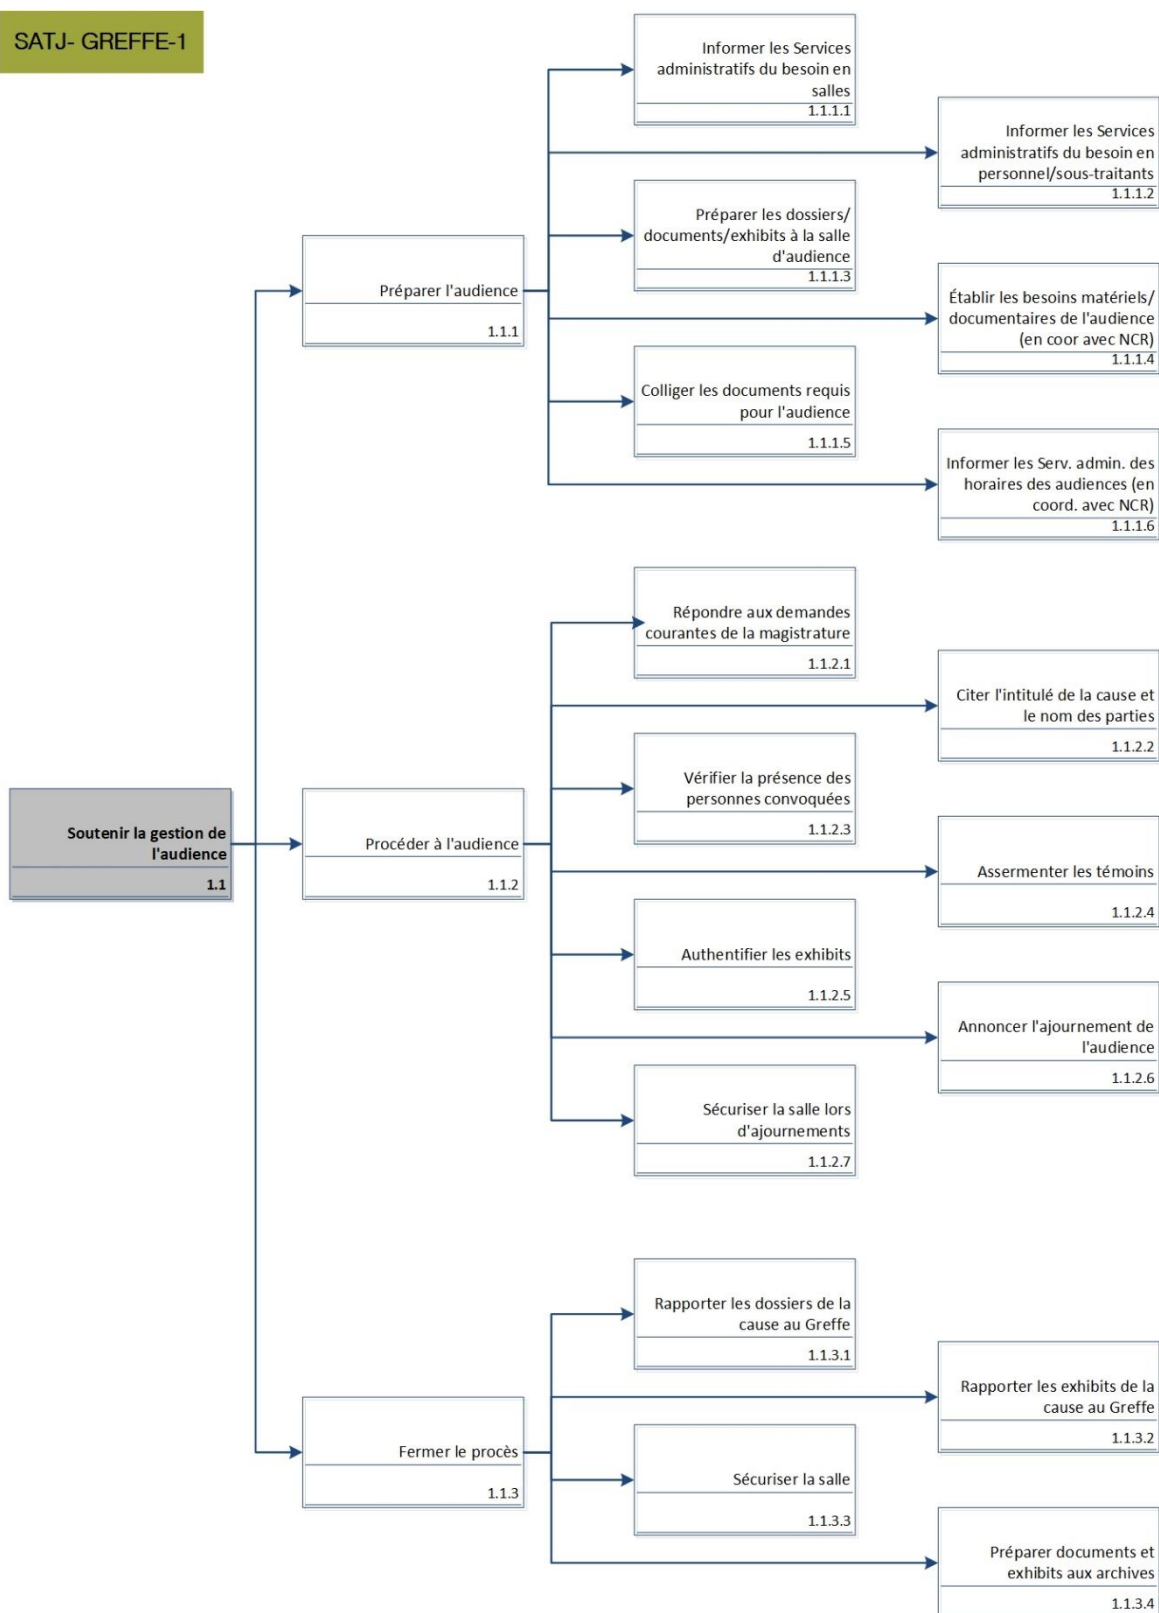 SATJ- GREFFE-1
Informer les Services
administratifs du besoin en
salles
1.1.1.1
Informer les Services
administratifs du besoin en
personnel/sous-traitants
1.1.1.2
Préparer les dossiers/
documents/exhibits à la salle
d'audience
1.1.1.3
Préparer l'audience
1.1.1
Établir les besoins matériels/
documentaires de l'audience
(en coor avec NCR)
1.1.1.4
Colliger les documents requis
pour l'audience
1.1.1.5
Informer les Serv. admin. des
horaires des audiences (en
coord. avec NCR)
1.1.1.6
Répondre aux demandes
courantes de la magistrature
1.1.2.1
Citer l'intitulé de la cause et
le nom des parties
1.1.2.2
Vérifier la présence des
personnes convoquées
1.1.2.3
Soutenir la gestion de
l'audience
1.1
Procéder à l'audience
1.1.2
Assermenter les témoins
1.1.2.4
Authentifier les exhibits
1.1.2.5
Annoncer l'ajournement de
l'audience
1.1.2.6
Sécuriser la salle lors
d'ajournements
1.1.2.7
Rapporter les dossiers de la
cause au Greffe
1.1.3.1
Rapporter les exhibits de la
cause au Greffe
1.1.3.2
Fermer le procès
1.1.3
Sécuriser la salle
1.1.3.3
Préparer documents et
exhibits aux archives
1.1.3.4